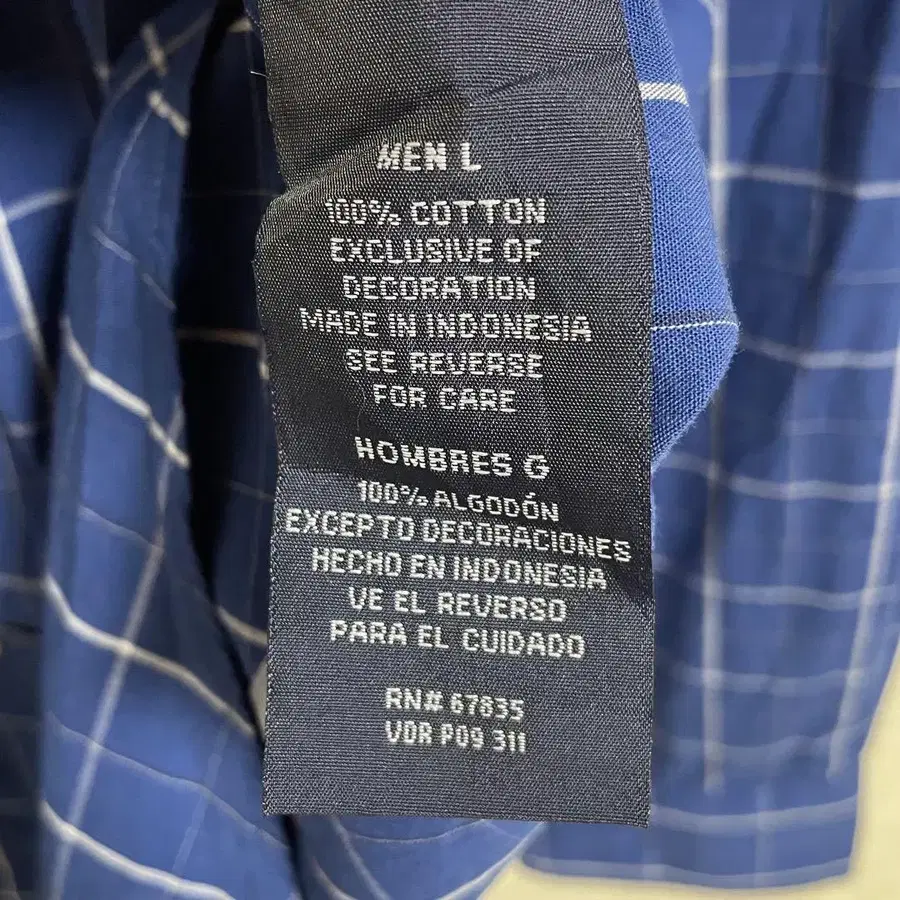 MEN L
100% COTTON
EXCLUSIVE OF
DECORATION
MADE IN INDONESIA
SEE REVERSE
FOR CARE
HOMBRES G
100% ALGODÓN
EXCEPTO DECORACIONES
HECHO EN INDONESIA
VE EL REVERSO
PARA EL CUIDADO
RN# 67835
VDR P09 311